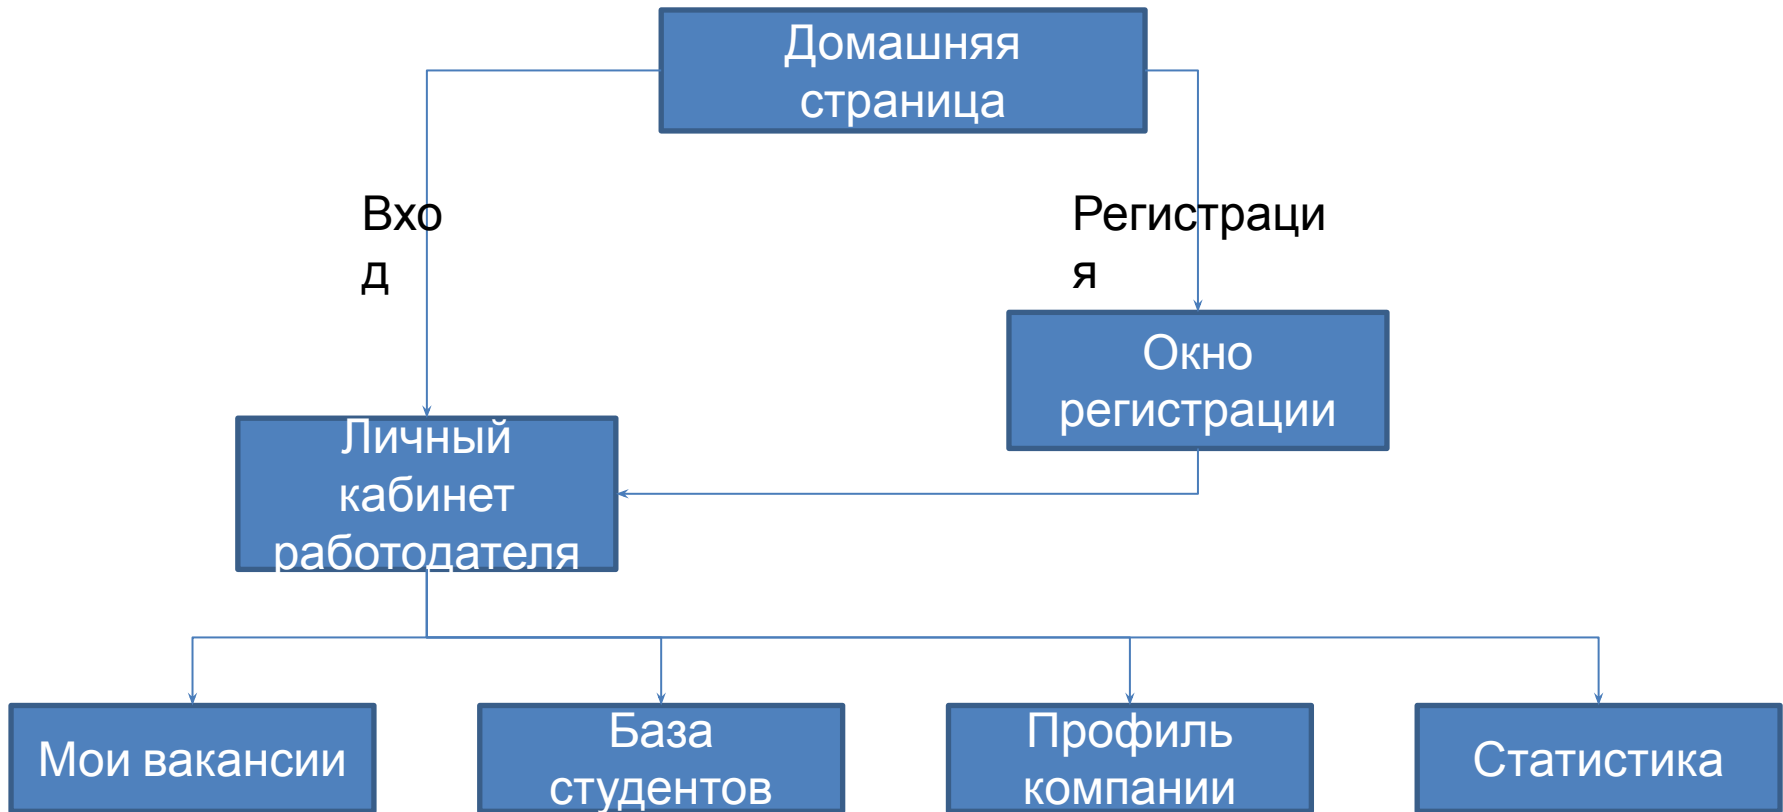 Домашняя
страница
Вхо
д
Регистраци
я
Окно
регистрации
Личный
кабинет
работодателя
Мои вакансии
База
студентов
Профиль
компании
Статистика